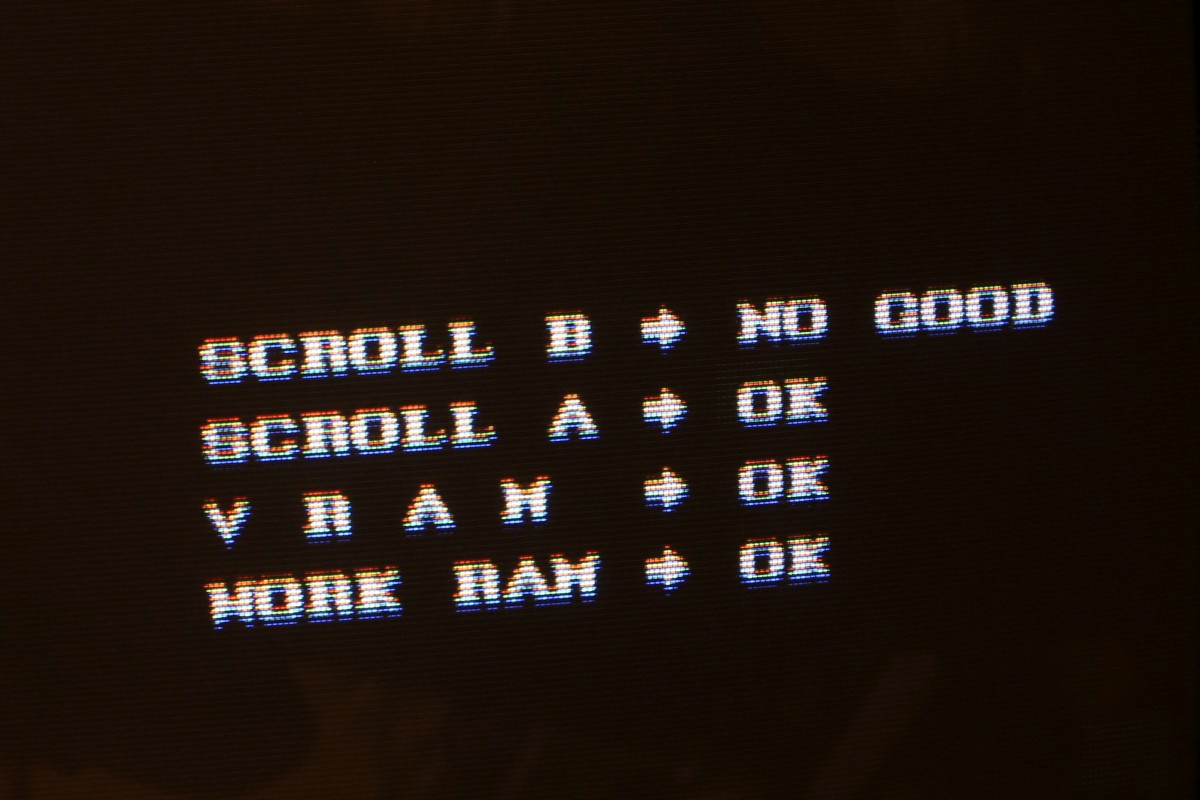 SCROLL B → NO GOOD
SCROLL A → OK
V R A M → OK
WORK RAM → OK